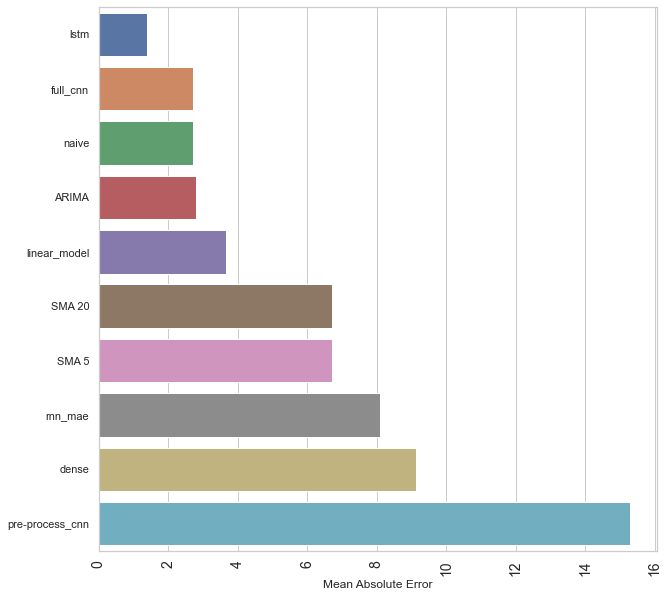 lstm
full_cnn
naive
ARIMA
linear_model
SMA 20
SMA 5
rnn_mae
dense
pre-process_cnn
0 2 4 6 8 10 12 14 16
Mean Absolute Error